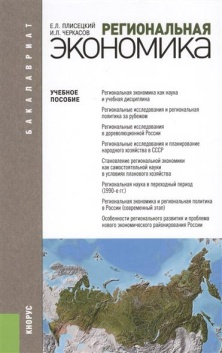 Е.Л. ПЛИСЕЦКИЙ
И.Л. ЧЕРКАСОВ
РЕГИОНАЛЬНАЯ
ЭКОНОМИКА
БАКАЛАВРИАТ
УЧЕБНОЕ
ПОСОБИЕ
Региональная экономика как наука
и учебная дисциплина
Региональные исследования и региональная
политика за рубежом
Региональные исследования
в дореволюционной России
Региональные исследования и планирование
народного хозяйства в СССР
Становление региональной экономики
как самостоятельной науки
в условиях планового хозяйства
Региональная наука в переходный период
(1990-е гг.)
Региональная экономика и региональная политика
в России (современный этап)
Особенности регионального развития и проблема
нового экономического районирования России
КНОРУС